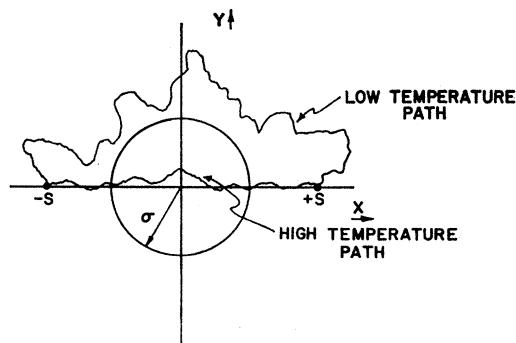 Y
LOW TEMPERATURE
PATH
-S
+S
X
σ
HIGH TEMPERATURE
PATH